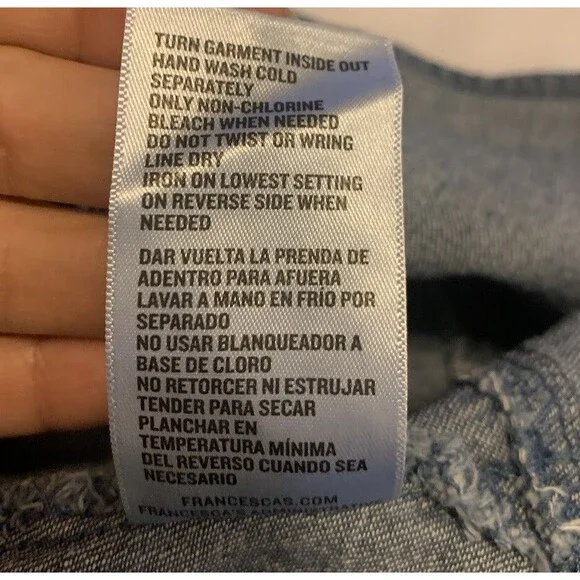 TURN GARMENT INSIDE OUT
HAND WASH COLD
SEPARATELY
ONLY NON-CHLORINE
BLEACH WHEN NEEDED
DO NOT TWIST OR WRING
LINE DRY
IRON ON LOWEST SETTING
ON REVERSE SIDE WHEN
NEEDED
DAR VUELTA LA PRENDA DE
ADENTRO PARA AFUERA
LAVAR A MANO EN FRÍO POR
SEPARADO
NO USAR BLANQUEADOR A
BASE DE CLORO
NO RETORCER NI ESTRUJAR
TENDER PARA SECAR
PLANCHAR EN
TEMPERATURA MÍNIMA
DEL REVERSO CUANDO SEA
NECESARIO
FRANCESCAS.COM
FRANCESCA'S ADMINISTRATIVE